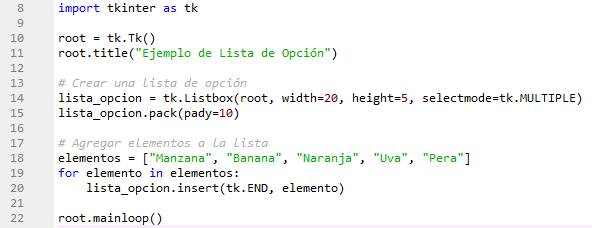 8 import tkinter as tk
9
10 root = tk.Tk()
11 root.title("Ejemplo de Lista de Opción")
12
13 # Crear una lista de opción
14 lista_opcion = tk.Listbox(root, width=20, height=5, selectmode=tk.MULTIPLE)
15 lista_opcion.pack(pady=10)
16
17 # Agregar elementos a la lista
18 elementos = ["Manzana", "Banana", "Naranja", "Uva", "Pera"]
19 for elemento in elementos:
20     lista_opcion.insert(tk.END, elemento)
21
22 root.mainloop()